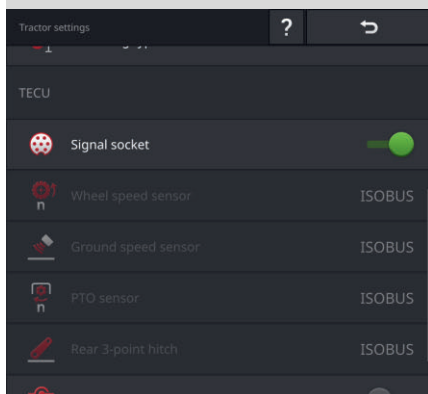 Tractor settings
?
TECU
Signal socket
n
Wheel speed sensor ISOBUS
Ground speed sensor ISOBUS
n
PTO sensor ISOBUS
Rear 3-point hitch ISOBUS